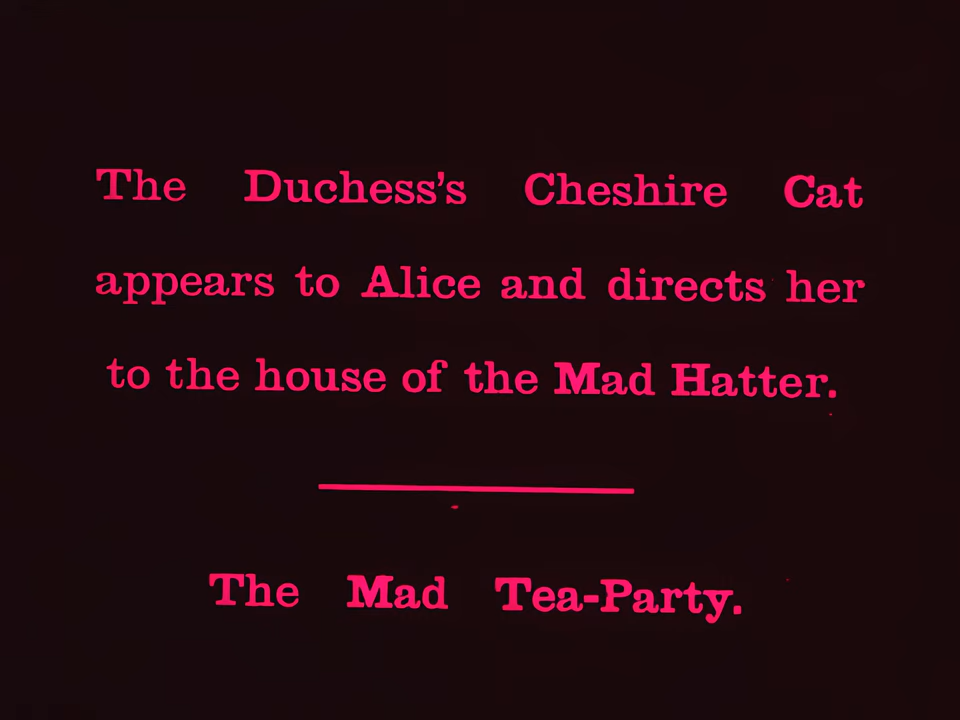 The Duchess's Cheshire Cat
appears to Alice and directs her
to the house of the Mad Hatter.
The Mad Tea-Party.